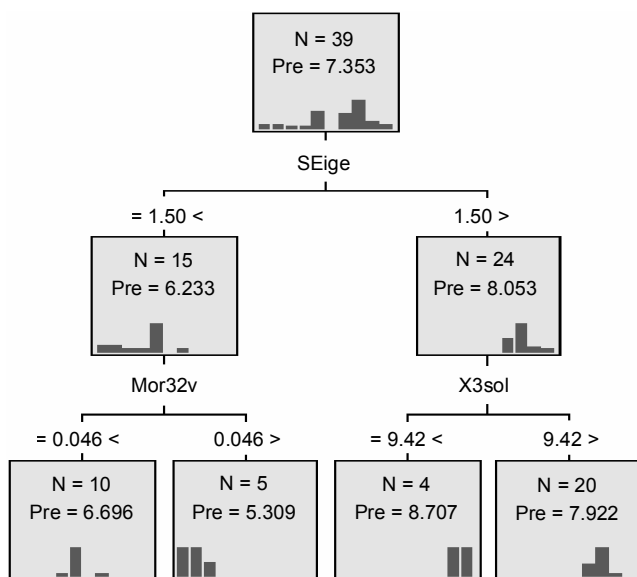 N = 39
Pre = 7.353
SEige
= 1.50 <
1.50 >
N = 15
Pre = 6.233
N = 24
Pre = 8.053
Mor32v
X3sol
= 0.046 <
0.046 >
= 9.42 <
9.42 >
N = 10
Pre = 6.696
N = 5
Pre = 5.309
N = 4
Pre = 8.707
N = 20
Pre = 7.922